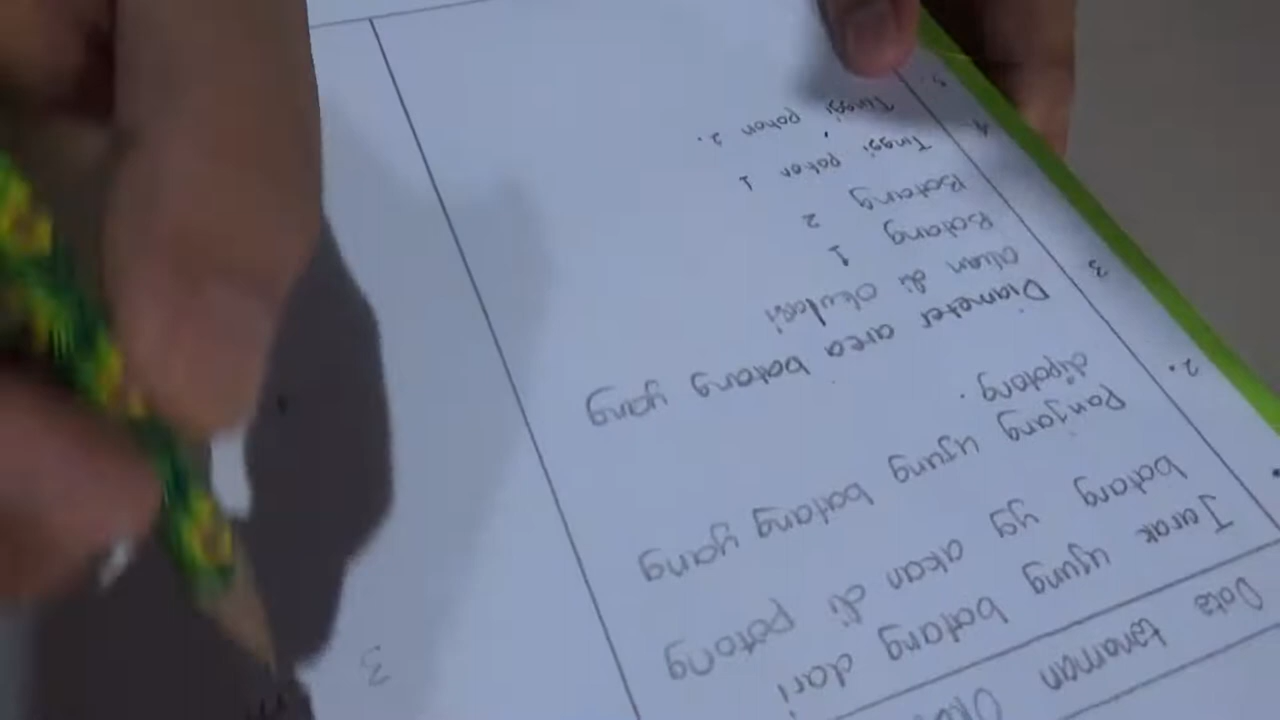 Data tanaman
Jarak ujung batang dari
batang yg akan di potong
2. Panjang ujung batang yang
dipotong.
3 Diameter area batang yang
akan di okulasi
Batang 1
Batang 2
4 Tinggi pohon 1
5. Tinggi pohon 2.
3